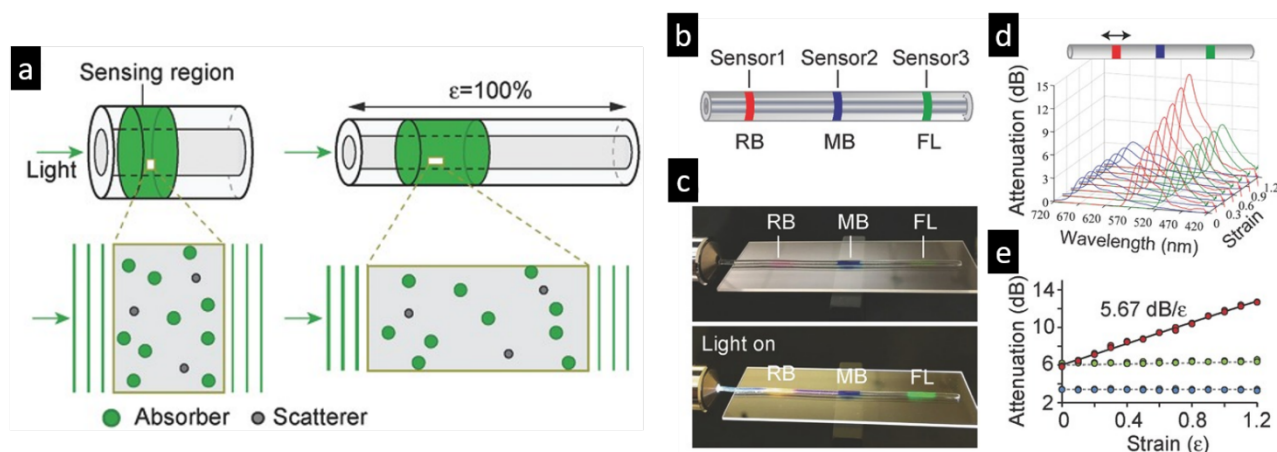 a
Sensing region
ε=100%
Light
Absorber
Scatterer
b
Sensor1 Sensor2 Sensor3
RB MB FL
c
RB MB FL
Light on
RB MB FL
d
Attenuation (dB)
15
12
9
6
3
0
720 670 620 570 520 470 420
Wavelength (nm)
0 0.3 0.6 0.9 1.2
Strain
e
Attenuation (dB)
14
10
6
2
5.67 dB/ε
0 0.4 0.8 1.2
Strain (ε)